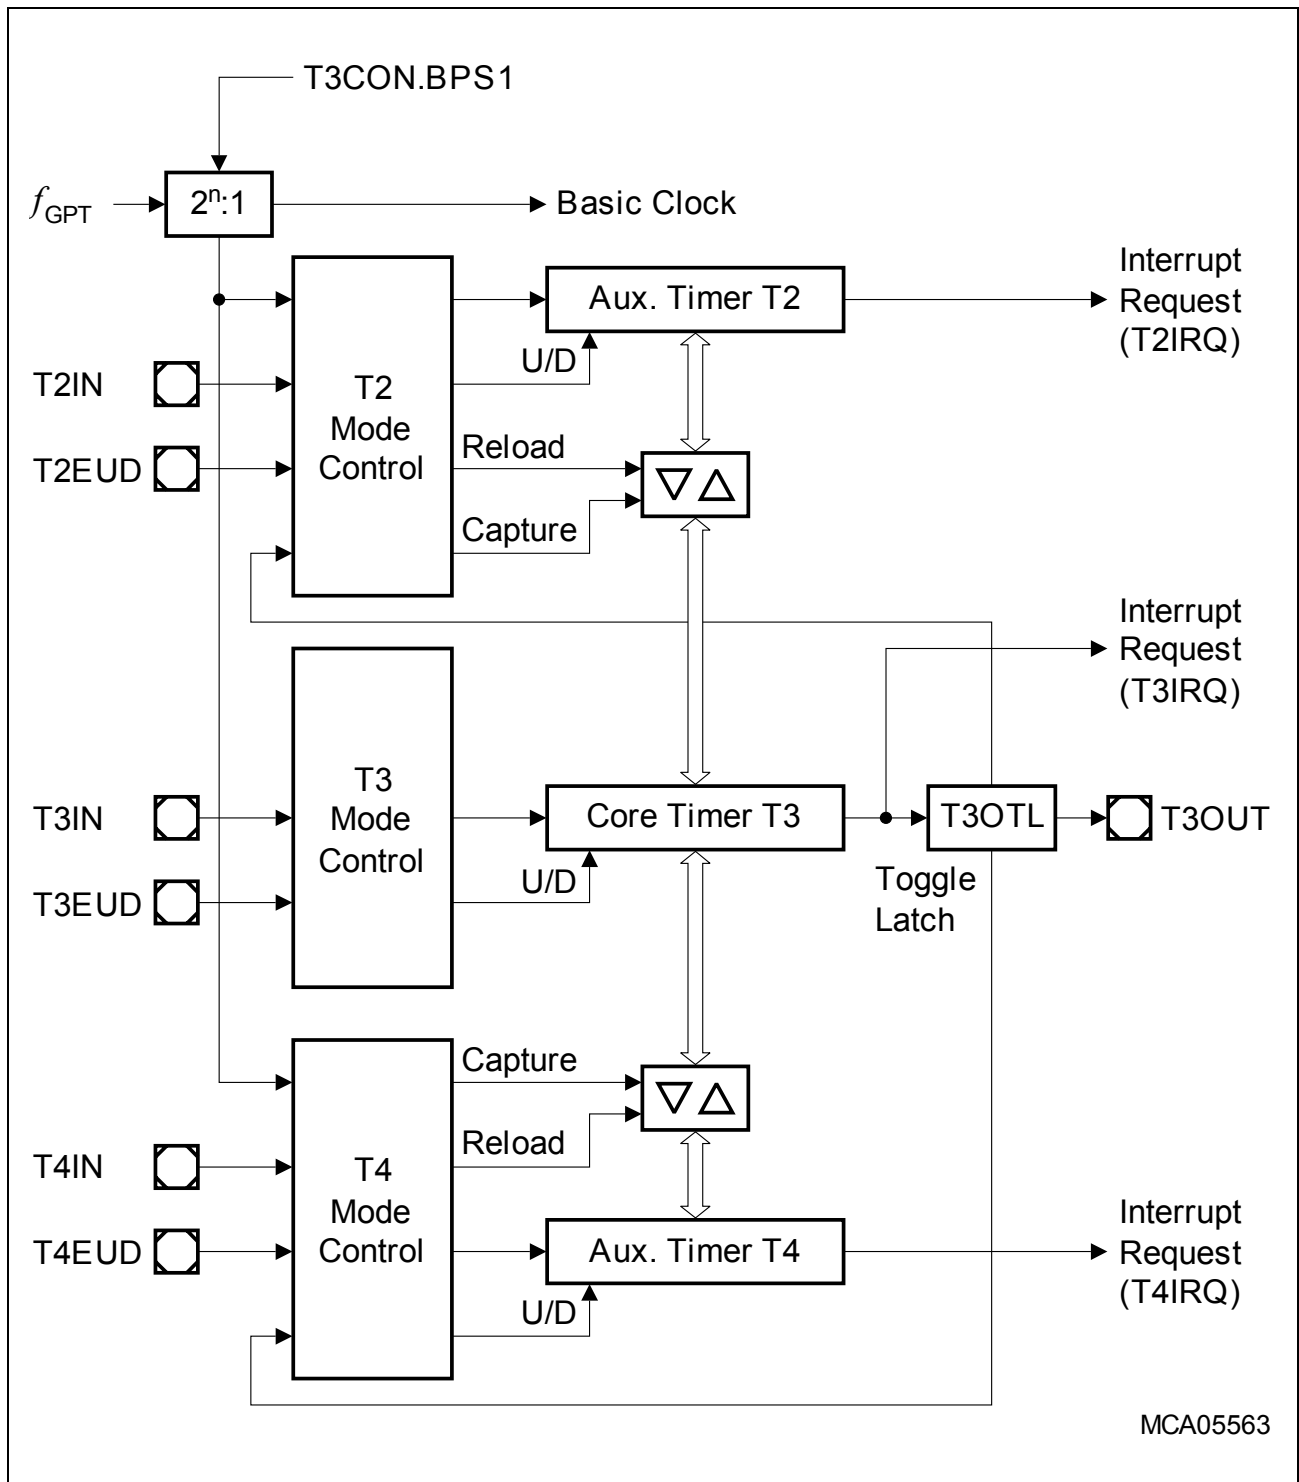 T3CON.BPS1
fGPT
2ⁿ:1
Basic Clock
Interrupt
Request
(T2IRQ)
Aux. Timer T2
U/D
T2IN
T2
Mode
Control
T2EUD
Reload
Capture
Interrupt
Request
(T3IRQ)
T3
Mode
Control
T3IN
Core Timer T3
T3OTL
T3OUT
U/D
Toggle
Latch
T3EUD
Capture
Reload
T4IN
T4
Mode
Control
T4EUD
Aux. Timer T4
U/D
Interrupt
Request
(T4IRQ)
MCA05563